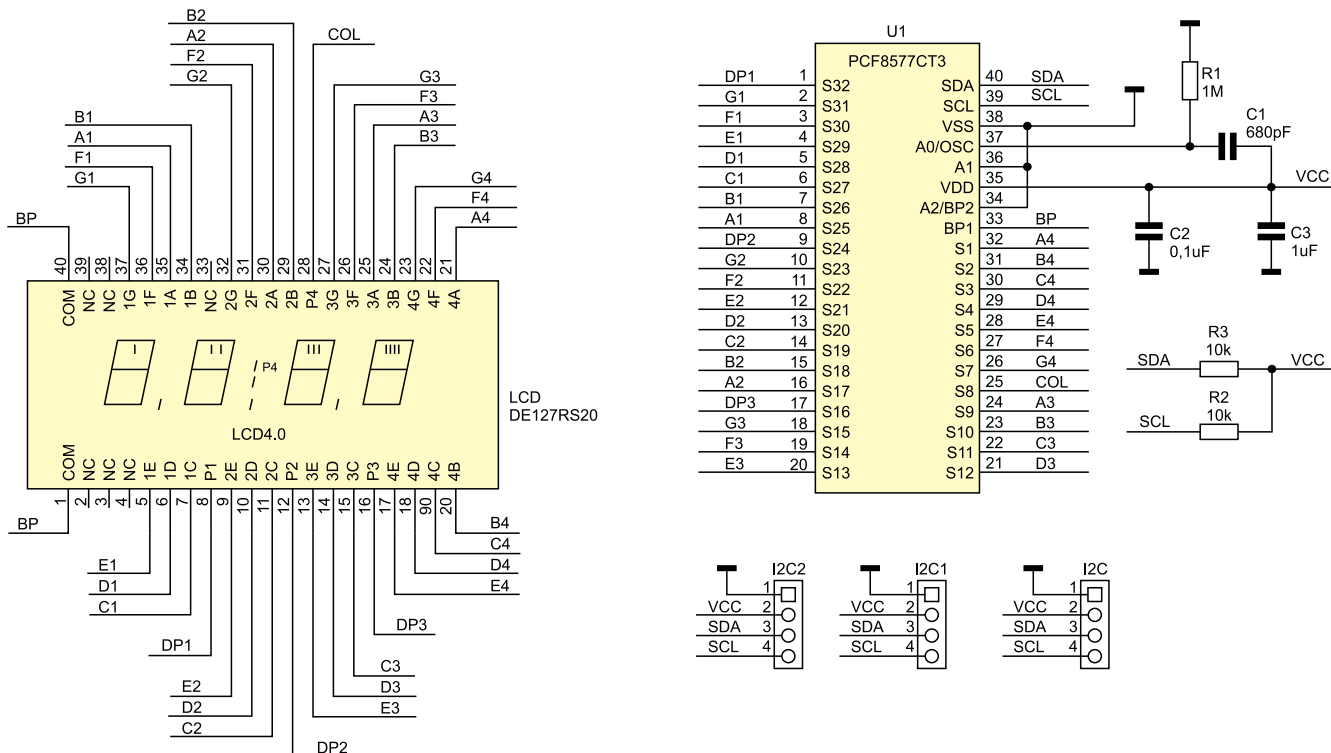 B2
A2
F2
G2
COL
G3
F3
A3
B3
B1
A1
F1
G1
G4
F4
A4
BP
40 39 38 37 36 35 34 33 32 31 30 29 28 27 26 25 24 23 22 21
COM NC NC 1G 1F 1A 1B NC 2G 2F 2A 2B P4 3G 3F 3A 3B 4G 4F 4A
I II III IIII
P4
LCD4.0
LCD
DE127RS20
COM NC NC NC 1E 1D 1C P1 2E 2D 2C P2 3E 3D 3C P3 4E 4D 4C 4B
1 2 3 4 5 6 7 8 9 10 11 12 13 14 15 16 17 18 90 20
BP
B4
C4
D4
E4
E1
D1
C1
DP3
DP1
C3
D3
E3
E2
D2
C2
DP2
U1
PCF8577CT3
DP1 1 S32 SDA 40 SDA
G1 2 S31 SCL 39 SCL
F1 3 S30 VSS 38
E1 4 S29 A0/OSC 37
D1 5 S28 A1 36
C1 6 S27 VDD 35
B1 7 S26 A2/BP2 34
A1 8 S25 BP1 33 BP
DP2 9 S24 S1 32 A4
G2 10 S23 S2 31 B4
F2 11 S22 S3 30 C4
E2 12 S21 S4 29 D4
D2 13 S20 S5 28 E4
C2 14 S19 S6 27 F4
B2 15 S18 S7 26 G4
A2 16 S17 S8 25 COL
DP3 17 S16 S9 24 A3
G3 18 S15 S10 23 B3
F3 19 S14 S11 22 C3
E3 20 S13 S12 21 D3
R1
1M
C1
680pF
VCC
C2
0,1uF
C3
1uF
R3
10k
SDA
VCC
R2
10k
SCL
I2C2
1
VCC 2
SDA 3
SCL 4
I2C1
1
VCC 2
SDA 3
SCL 4
I2C
1
VCC 2
SDA 3
SCL 4